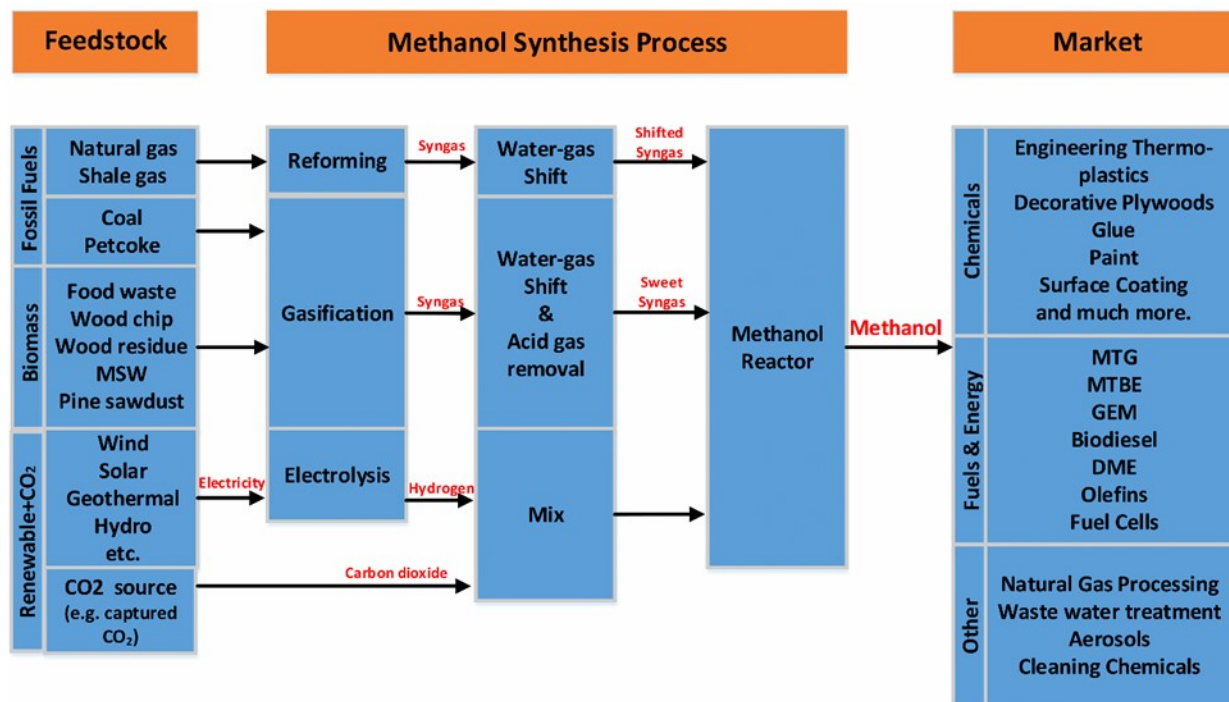 Feedstock
Methanol Synthesis Process
Market
Fossil Fuels
Natural gas
Shale gas
Coal
Petcoke
Biomass
Food waste
Wood chip
Wood residue
MSW
Pine sawdust
Renewable+CO₂
Wind
Solar
Geothermal
Hydro
etc.
CO2 source
(e.g. captured
CO₂)
Electricity
Carbon dioxide
Reforming
Gasification
Electrolysis
Syngas
Syngas
Hydrogen
Water-gas
Shift
Water-gas
Shift
&
Acid gas
removal
Mix
Shifted
Syngas
Sweet
Syngas
Methanol
Reactor
Methanol
Chemicals
Engineering Thermo-
plastics
Decorative Plywoods
Glue
Paint
Surface Coating
and much more.
Fuels & Energy
MTG
MTBE
GEM
Biodiesel
DME
Olefins
Fuel Cells
Other
Natural Gas Processing
Waste water treatment
Aerosols
Cleaning Chemicals